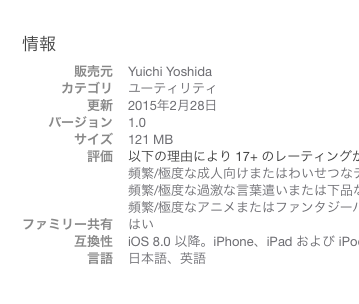 情報
販売元 Yuichi Yoshida
カテゴリ ユーティリティ
更新 2015年2月28日
バージョン 1.0
サイズ 121 MB
評価 以下の理由により 17+ のレーティングが
頻繁/極度な成人向けまたはわいせつな
頻繁/極度な過激な言葉遣いまたは下品な
頻繁/極度なアニメまたはファンタジー
ファミリー共有 はい
互換性 iOS 8.0 以降。iPhone、iPad および iPo
言語 日本語、英語